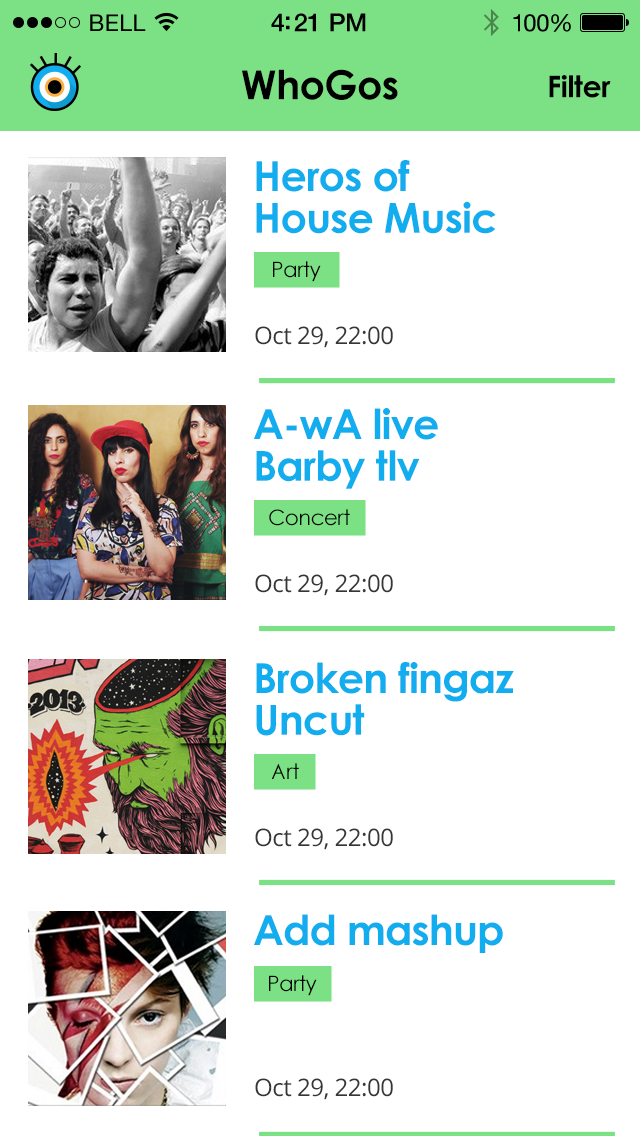 BELL 4:21 PM 100%
WhoGos Filter
Heros of
House Music
Party
Oct 29, 22:00
A-wA live
Barby tlv
Concert
Oct 29, 22:00
-2013
Broken fingaz
Uncut
Art
Oct 29, 22:00
Add mashup
Party
Oct 29, 22:00